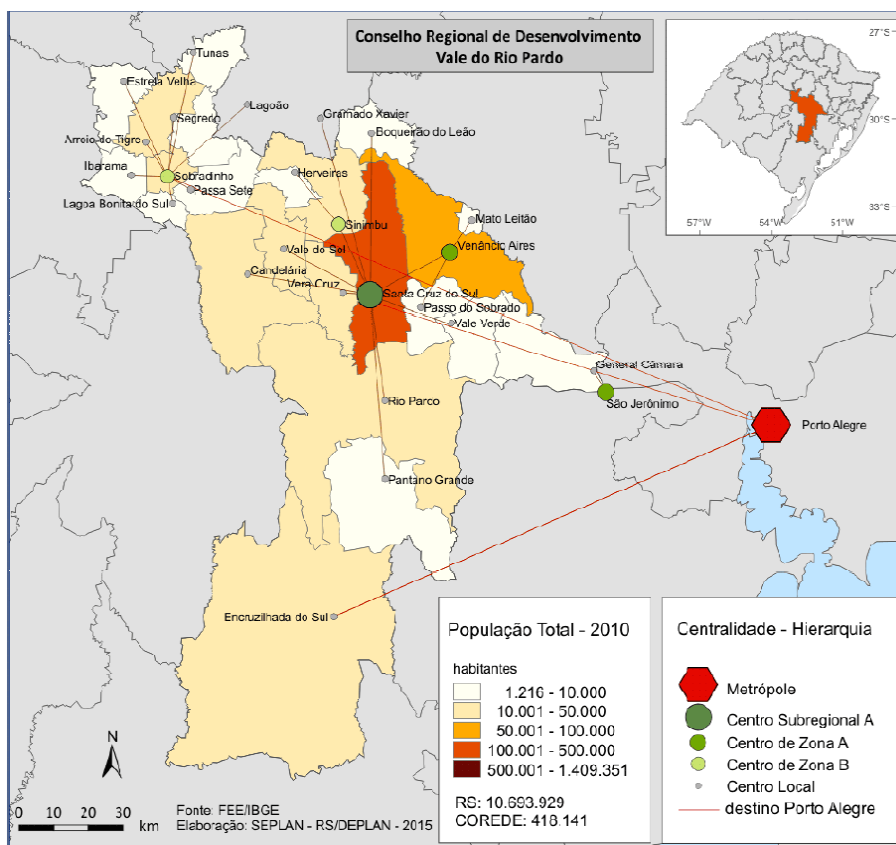 Conselho Regional de Desenvolvimento
Vale do Rio Pardo
27°S
30°S
33°S
57°W
54°W
51°W
Tunas
Estrela Velha
Lagoão
Segredo
Gramado Xavier
Boqueirão do Leão
Arroio do Tigre
Ibarama
Sobradinho
Herveiras
Passa Sete
Lagoa Bonita do Sul
Mato Leitão
Sinimbu
Venâncio Aires
Vale do Sol
Candelária
Vera Cruz
Santa Cruz do Sul
Passo do Sobrado
Vale Verde
General Câmara
São Jerônimo
Rio Parco
Porto Alegre
Pantano Grande
Encruzilhada do Sul
População Total - 2010
habitantes
1.216 - 10.000
10.001 - 50.000
50.001 - 100.000
100.001 - 500.000
500.001 - 1.409.351
RS: 10.693.929
COREDE: 418.141
Centralidade - Hierarquia
Metrópole
Centro Subregional A
Centro de Zona A
Centro de Zona B
Centro Local
destino Porto Alegre
N
0 10 20 30
km
Fonte: FEE/IBGE
Elaboração: SEPLAN - RS/DEPLAN - 2015